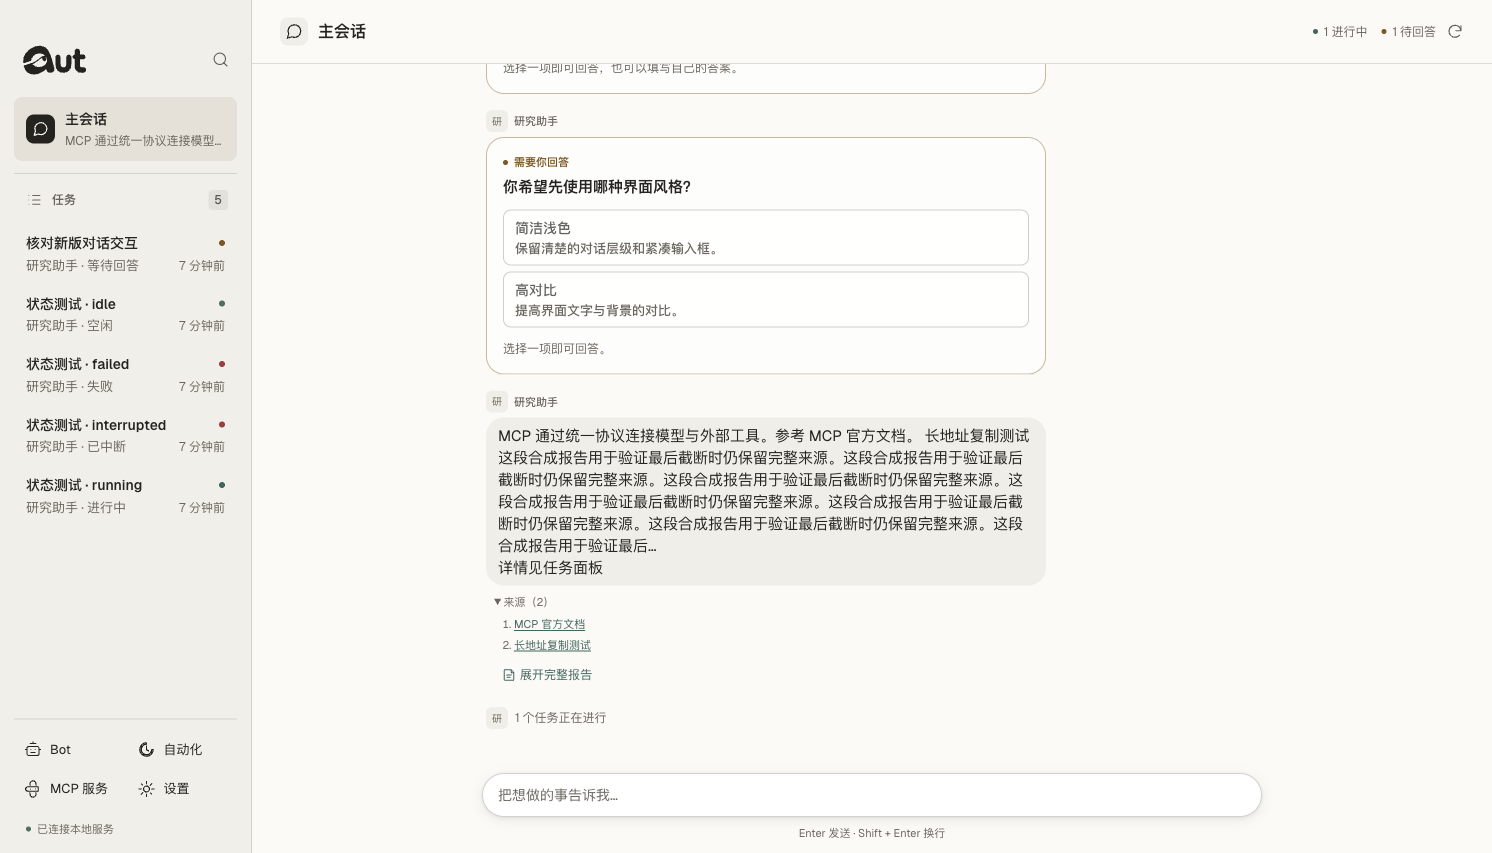 Aut
主会话
MCP 通过统一协议连接模型...
任务
5
核对新版对话交互
研究助手 · 等待回答
7 分钟前
状态测试 · idle
研究助手 · 空闲
7 分钟前
状态测试 · failed
研究助手 · 失败
7 分钟前
状态测试 · interrupted
研究助手 · 已中断
7 分钟前
状态测试 · running
研究助手 · 进行中
7 分钟前
Bot
自动化
MCP 服务
设置
已连接本地服务
主会话
1 进行中
1 待回答
选择一项即可回答，也可以填写自己的答案。
研 研究助手
需要你回答
你希望先使用哪种界面风格?
简洁浅色
保留清楚的对话层级和紧凑输入框。
高对比
提高界面文字与背景的对比。
选择一项即可回答。
研 研究助手
MCP 通过统一协议连接模型与外部工具。参考 MCP 官方文档。 长地址复制测试
这段合成报告用于验证最后截断时仍保留完整来源。这段合成报告用于验证最后
截断时仍保留完整来源。这段合成报告用于验证最后截断时仍保留完整来源。这
段合成报告用于验证最后截断时仍保留完整来源。这段合成报告用于验证最后截
断时仍保留完整来源。这段合成报告用于验证最后截断时仍保留完整来源。这段
合成报告用于验证最后...
详情见任务面板
来源（2）
1. MCP 官方文档
2. 长地址复制测试
展开完整报告
研 1 个任务正在进行
把想做的事告诉我...
Enter 发送 · Shift + Enter 换行